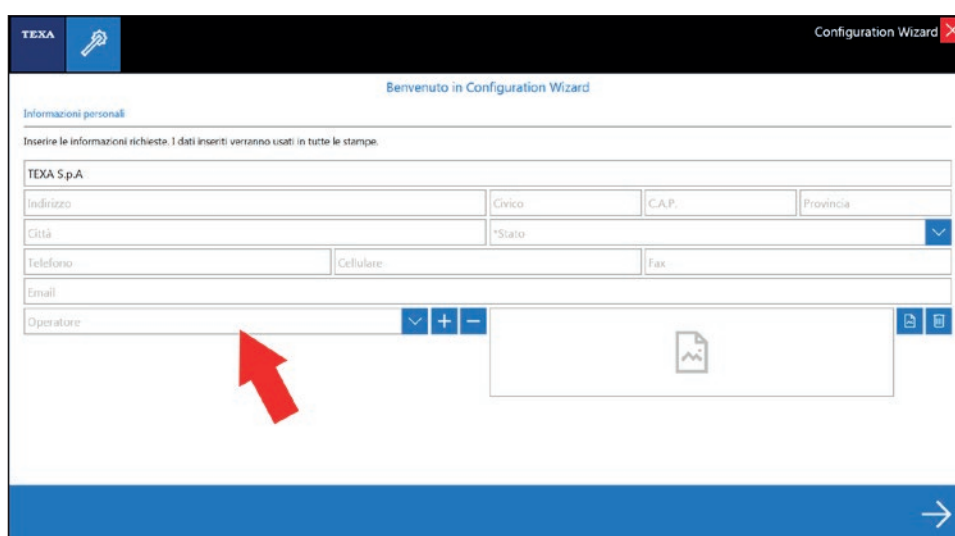 TEXA
Configuration Wizard
Benvenuto in Configuration Wizard
Informazioni personali
Inserire le informazioni richieste. I dati inseriti verranno usati in tutte le stampe.
TEXA S.p.A
Indirizzo Civico C.A.P. Provincia
Città *Stato
Telefono Cellulare Fax
Email
Operatore